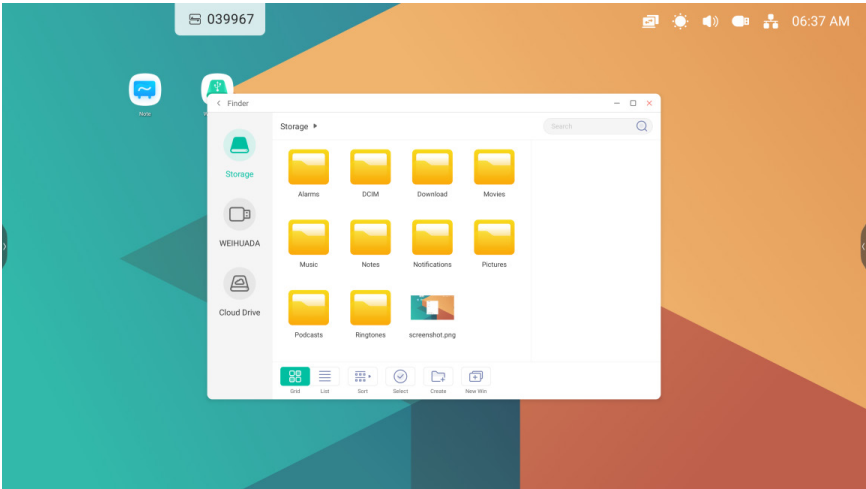 039967
06:37 AM
Note
Finder
Storage
Search
Storage
WEIHUADA
Cloud Drive
Alarms
DCIM
Download
Movies
Music
Notes
Notifications
Pictures
Podcasts
Ringtones
screenshot.png
Grid
List
Sort
Select
Create
New Win